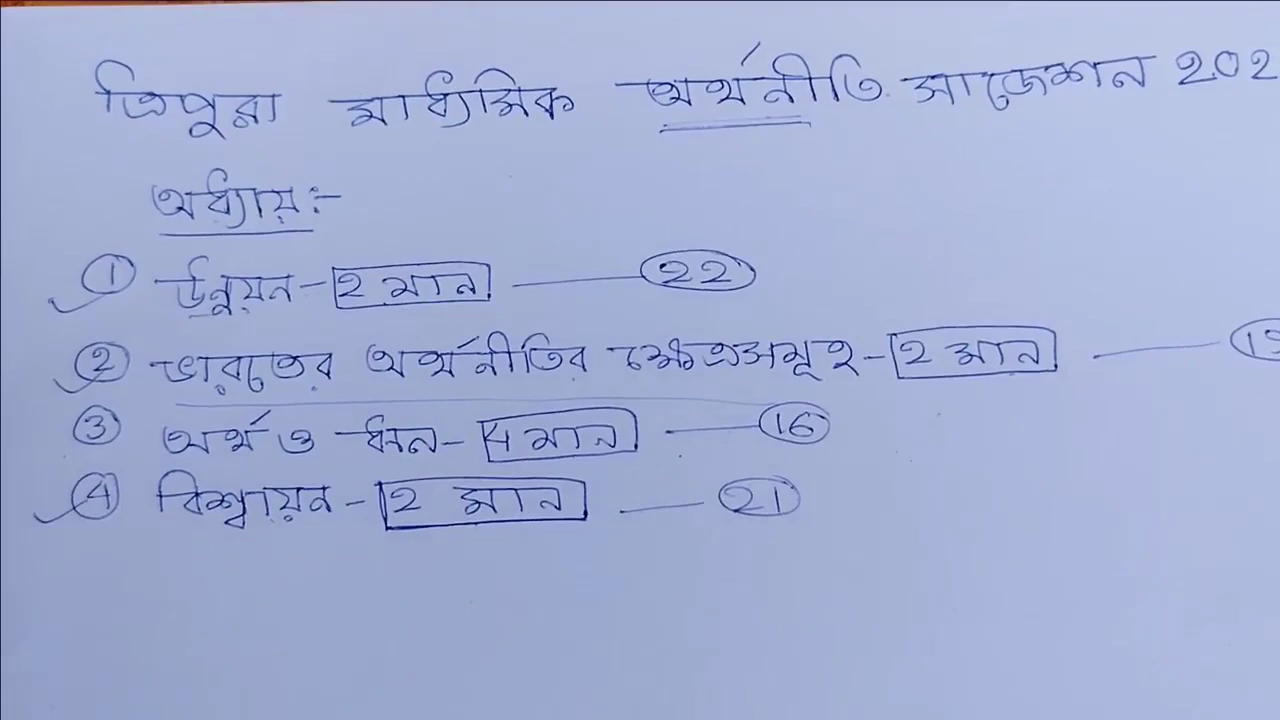 ত্রিপুরা মাধ্যমিক অর্থনীতি সাজেশন 202
অধ্যায়ঃ-
① উন্নয়ন - 2 মান — 22
② ভারতের অর্থনীতির ক্ষেত্রসমূহ - 2 মান —
③ অর্থ ও ঋন - 4 মান — 16
④ বিশ্বায়ন - 2 মান — 21